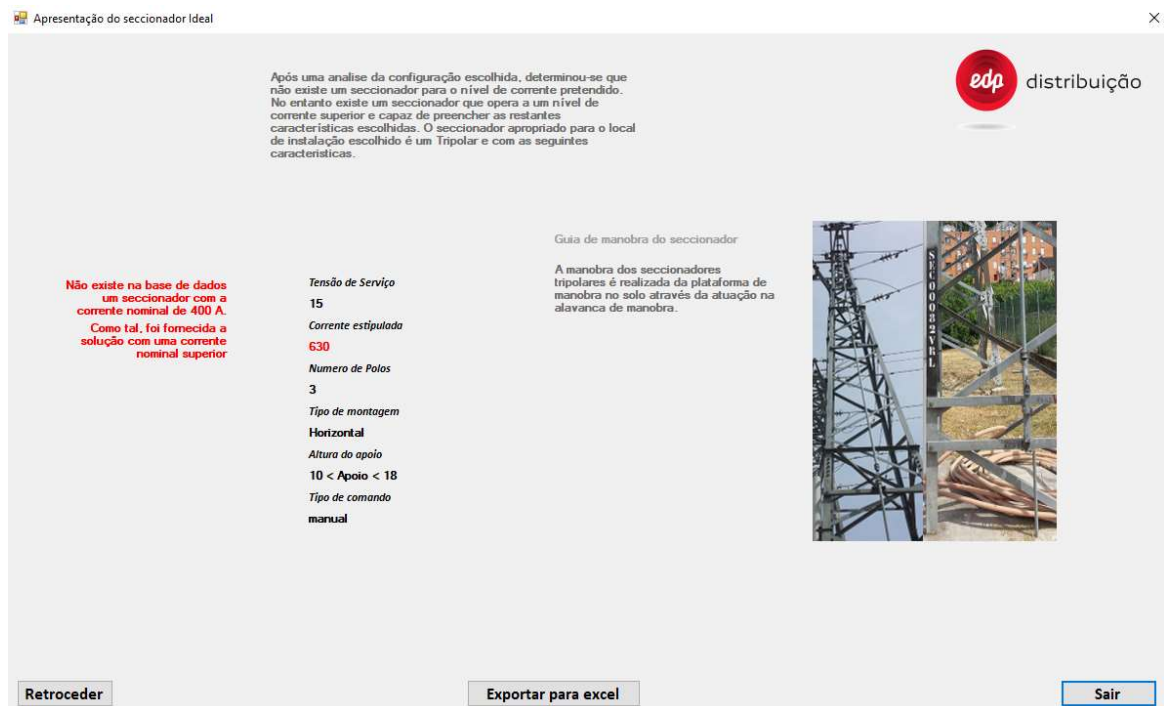 Apresentação do seccionador Ideal
Após uma analise da configuração escolhida, determinou-se que
não existe um seccionador para o nível de corrente pretendido.
No entanto existe um seccionador que opera a um nível de
corrente superior e capaz de preencher as restantes
características escolhidas. O seccionador apropriado para o local
de instalação escolhido é um Tripolar e com as seguintes
caracteristicas.
edp distribuição
Não existe na base de dados
um seccionador com a
corrente nominal de 400 A.
Como tal, foi fornecida a
solução com uma corrente
nominal superior
Tensão de Serviço
15
Corrente estipulada
630
Numero de Polos
3
Tipo de montagem
Horizontal
Altura do apoio
10 < Apoio < 18
Tipo de comando
manual
Guia de manobra do seccionador
A manobra dos seccionadores
tripolares é realizada da plataforma de
manobra no solo através da atuação na
alavanca de manobra.
SEC00082VRL
Retroceder
Exportar para excel
Sair